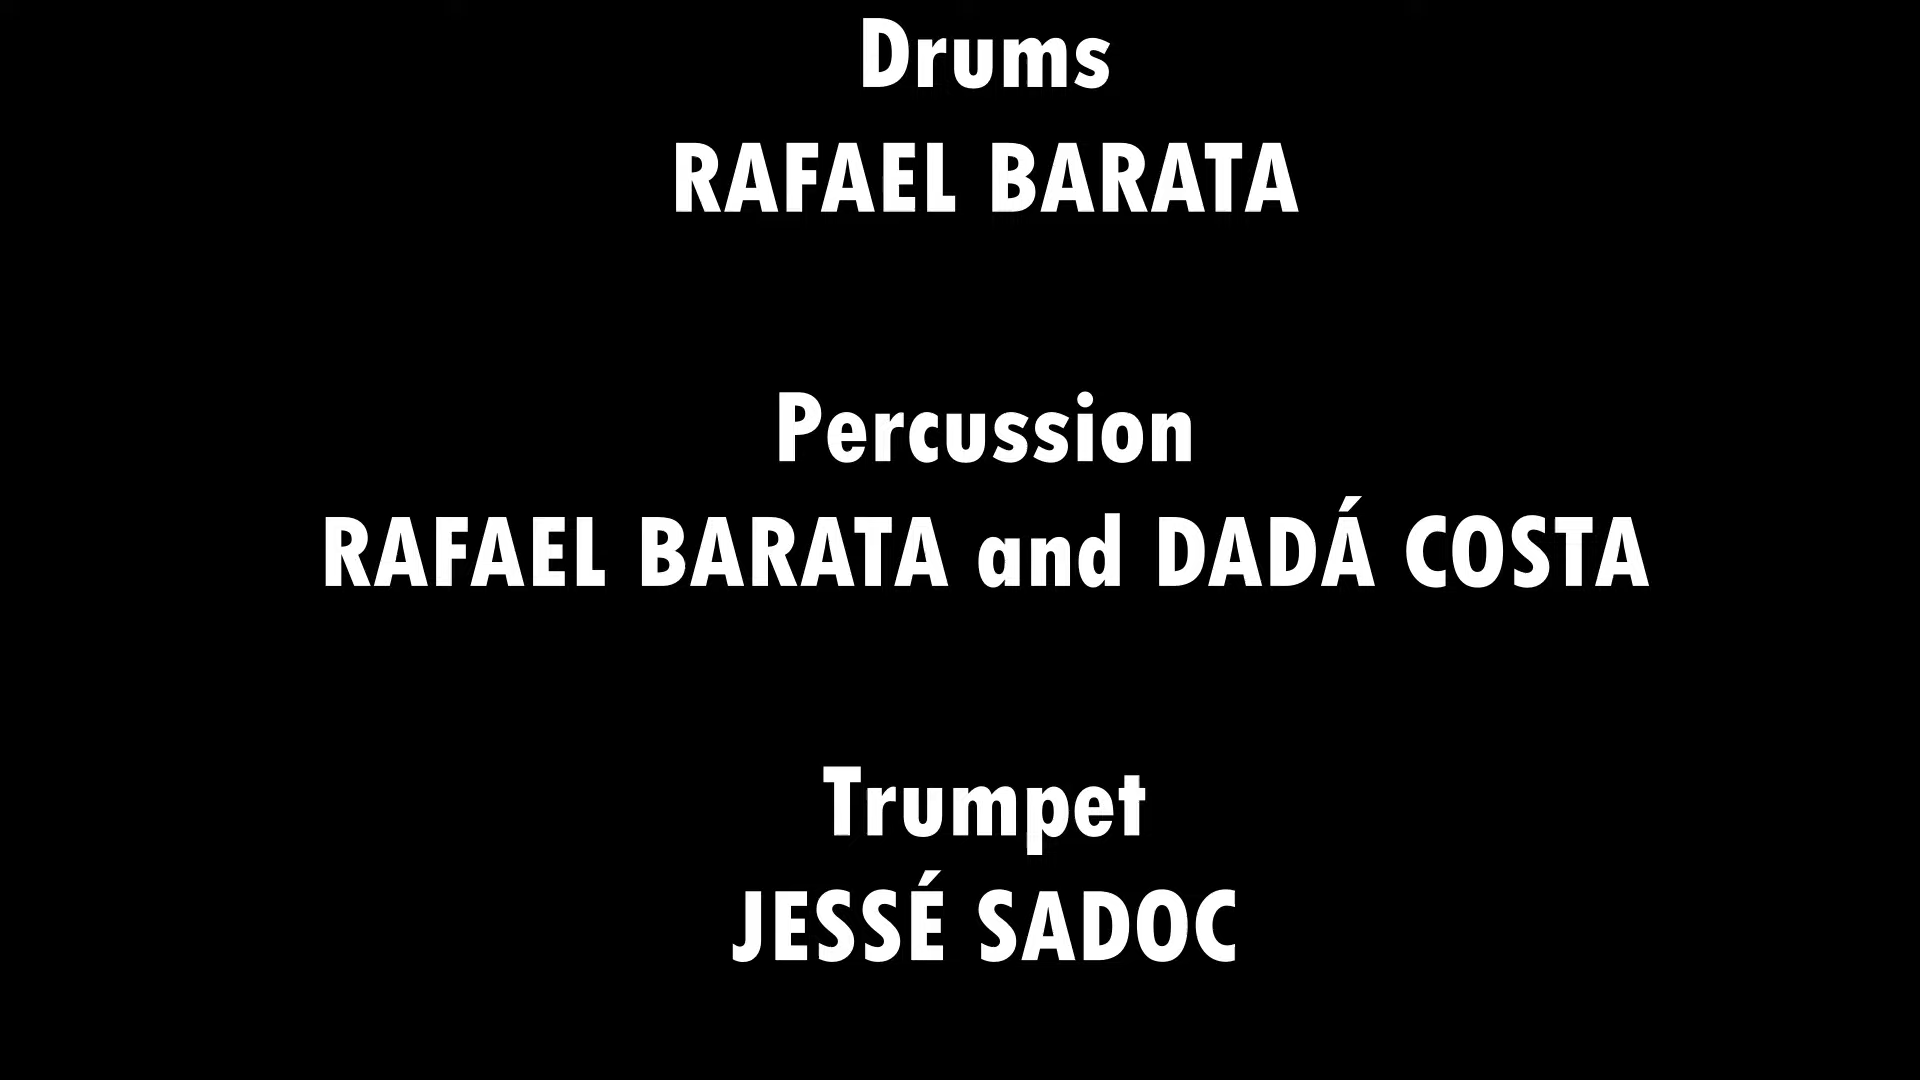 Drums
RAFAEL BARATA
Percussion
RAFAEL BARATA and DADÁ COSTA
Trumpet
JESSÉ SADOC